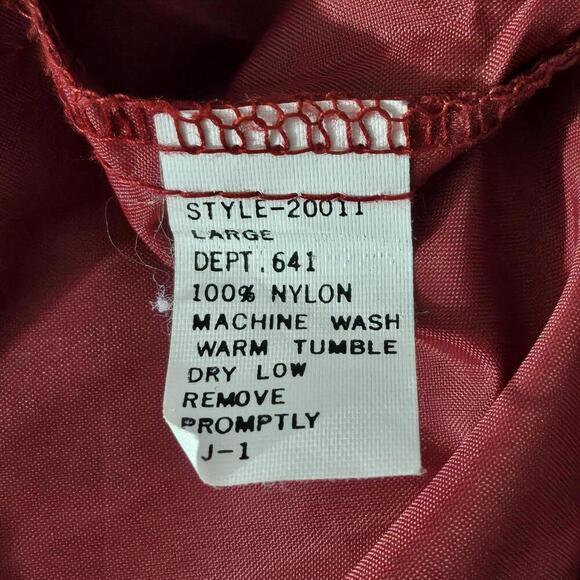 STYLE-20011
LARGE
DEPT. 641
100% NYLON
MACHINE WASH
WARM TUMBLE
DRY LOW
REMOVE
PROMPTLY
J-1